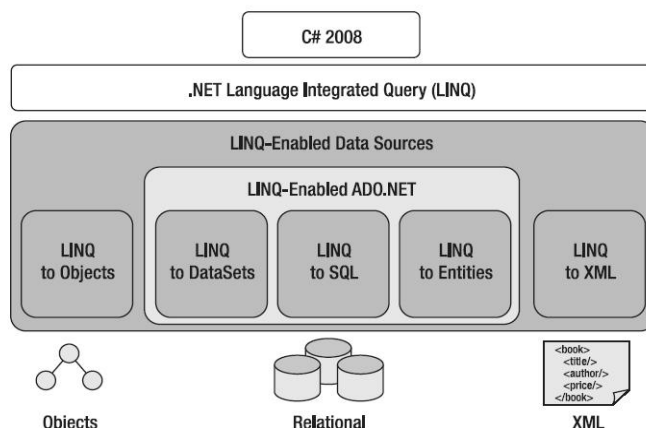 C# 2008
.NET Language Integrated Query (LINQ)
LINQ-Enabled Data Sources
LINQ-Enabled ADO.NET
LINQ
to Objects
LINQ
to DataSets
LINQ
to SQL
LINQ
to Entities
LINQ
to XML
<book>
<title/>
<author/>
<price/>
</book>
Objects
Relational
XML